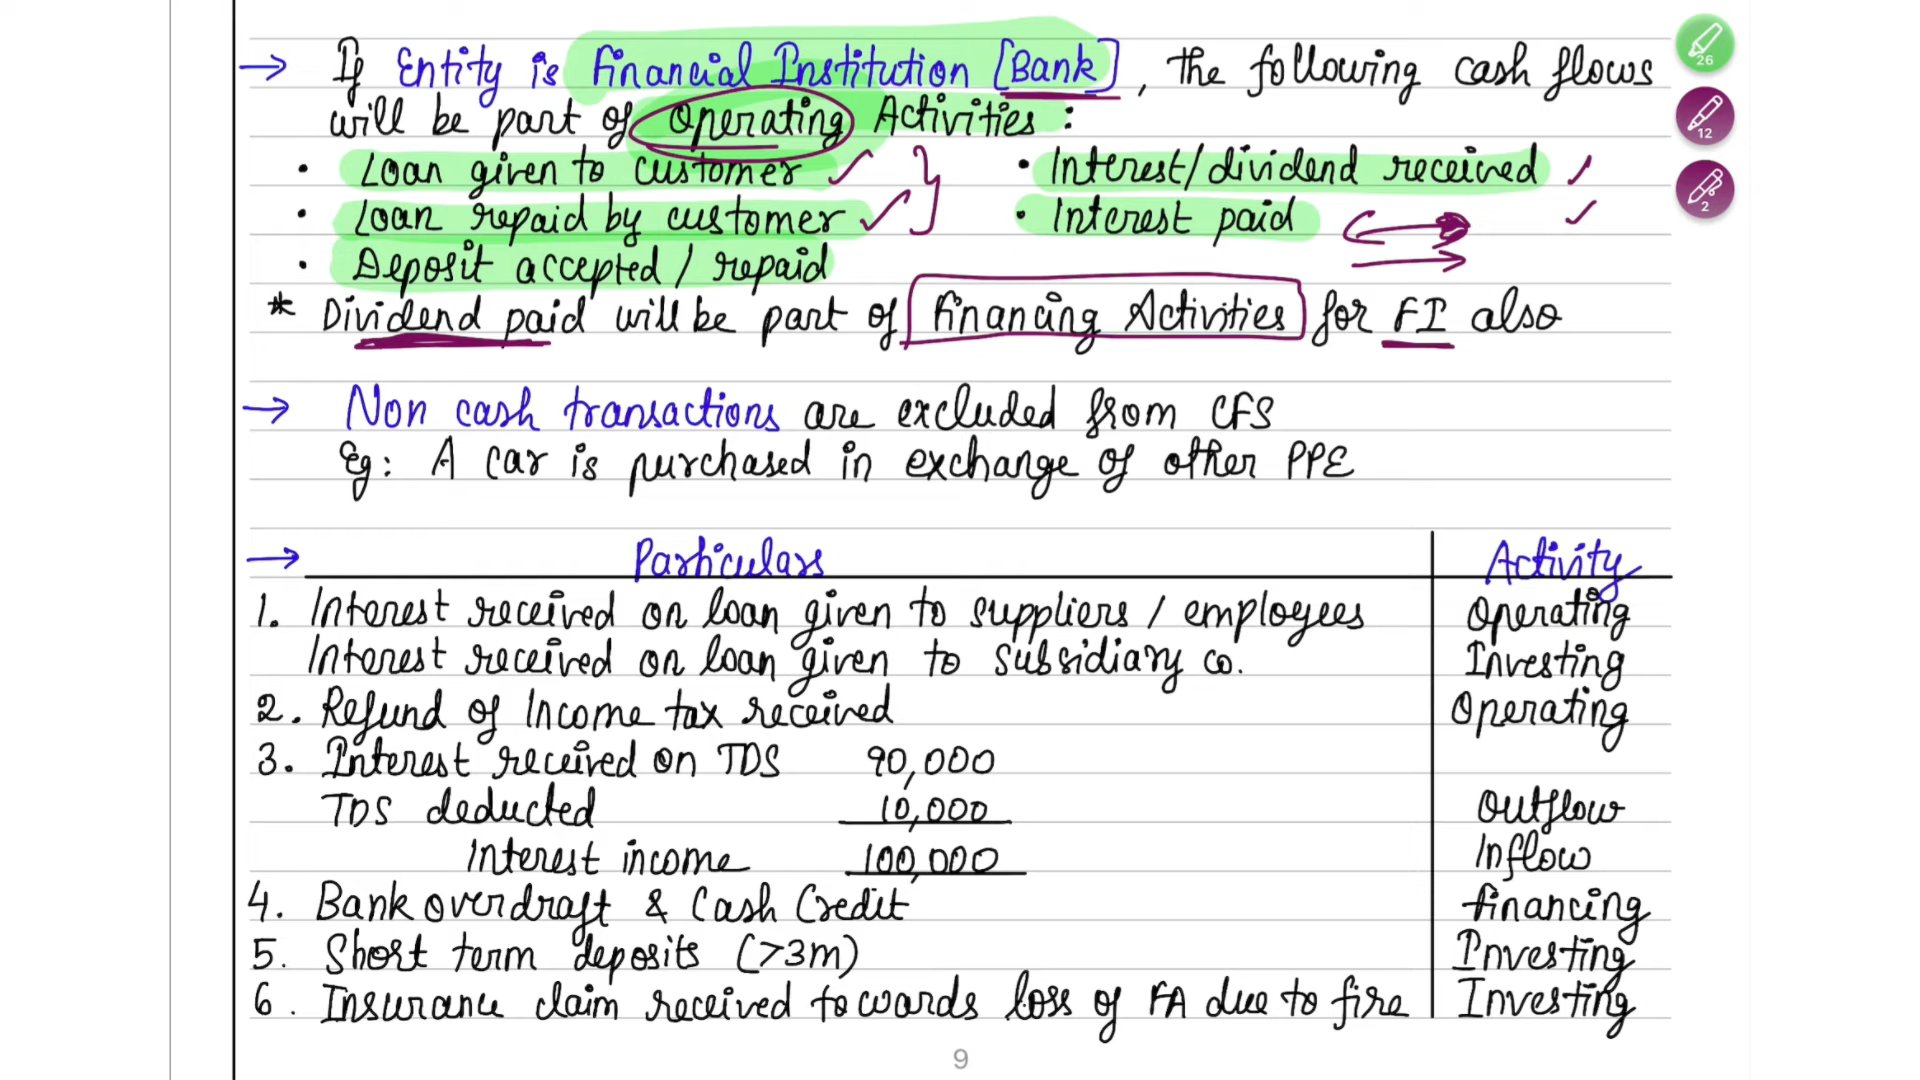 → If Entity is Financial Institution [Bank], the following cash flows
will be part of Operating Activities:
• Loan given to customer ✓
• Loan repaid by customer ✓
• Deposit accepted / repaid
• Interest/dividend received ✓
• Interest paid ✓
* Dividend paid will be part of Financing Activities for FI also
→ Non cash transactions are excluded from CFS
Eg: A car is purchased in exchange of other PPE
→ Particulars Activity
1. Interest received on loan given to suppliers / employees Operating
Interest received on loan given to subsidiary co. Investing
2. Refund of Income tax received Operating
3. Interest received on TDS 90,000
TDS deducted 10,000 Outflow
Interest income 100,000 Inflow
4. Bank overdraft & Cash Credit financing
5. Short term deposits (>3m) Investing
6. Insurance claim received towards loss of FA due to fire Investing
9
26
12
2